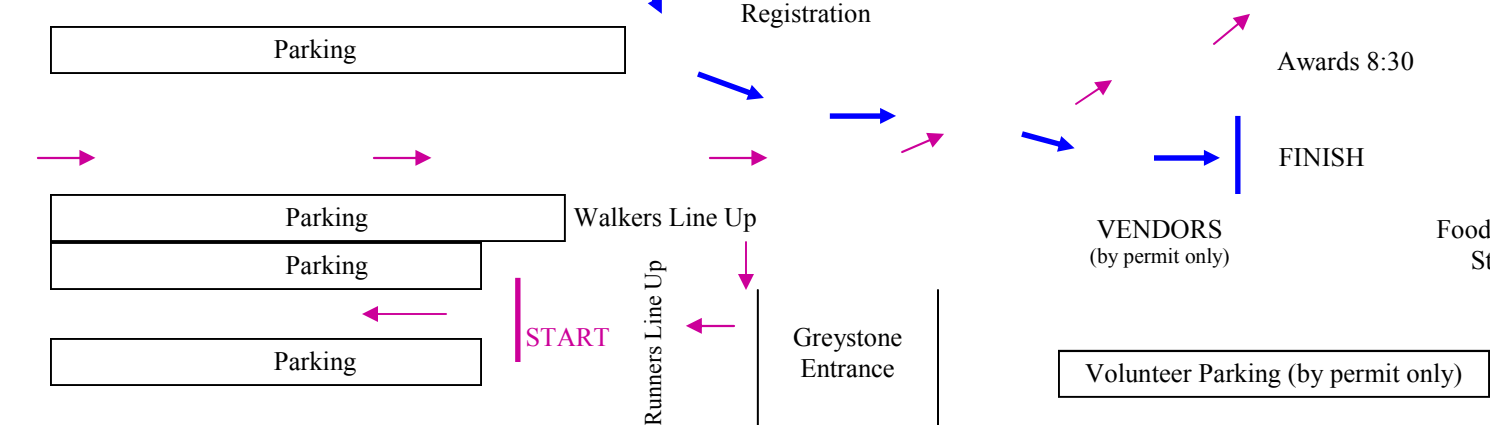 Registration
Parking
Awards 8:30
FINISH
Parking
Walkers Line Up
VENDORS
(by permit only)
Food
St
Parking
START
Runners Line Up
Greystone
Entrance
Parking
Volunteer Parking (by permit only)